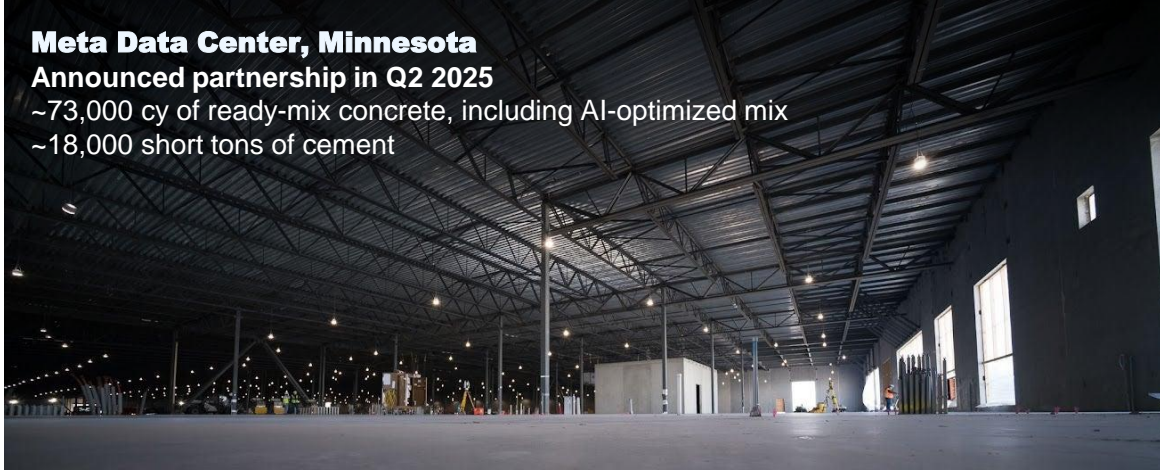 Meta Data Center, Minnesota
Announced partnership in Q2 2025
~73,000 cy of ready-mix concrete, including AI-optimized mix
~18,000 short tons of cement